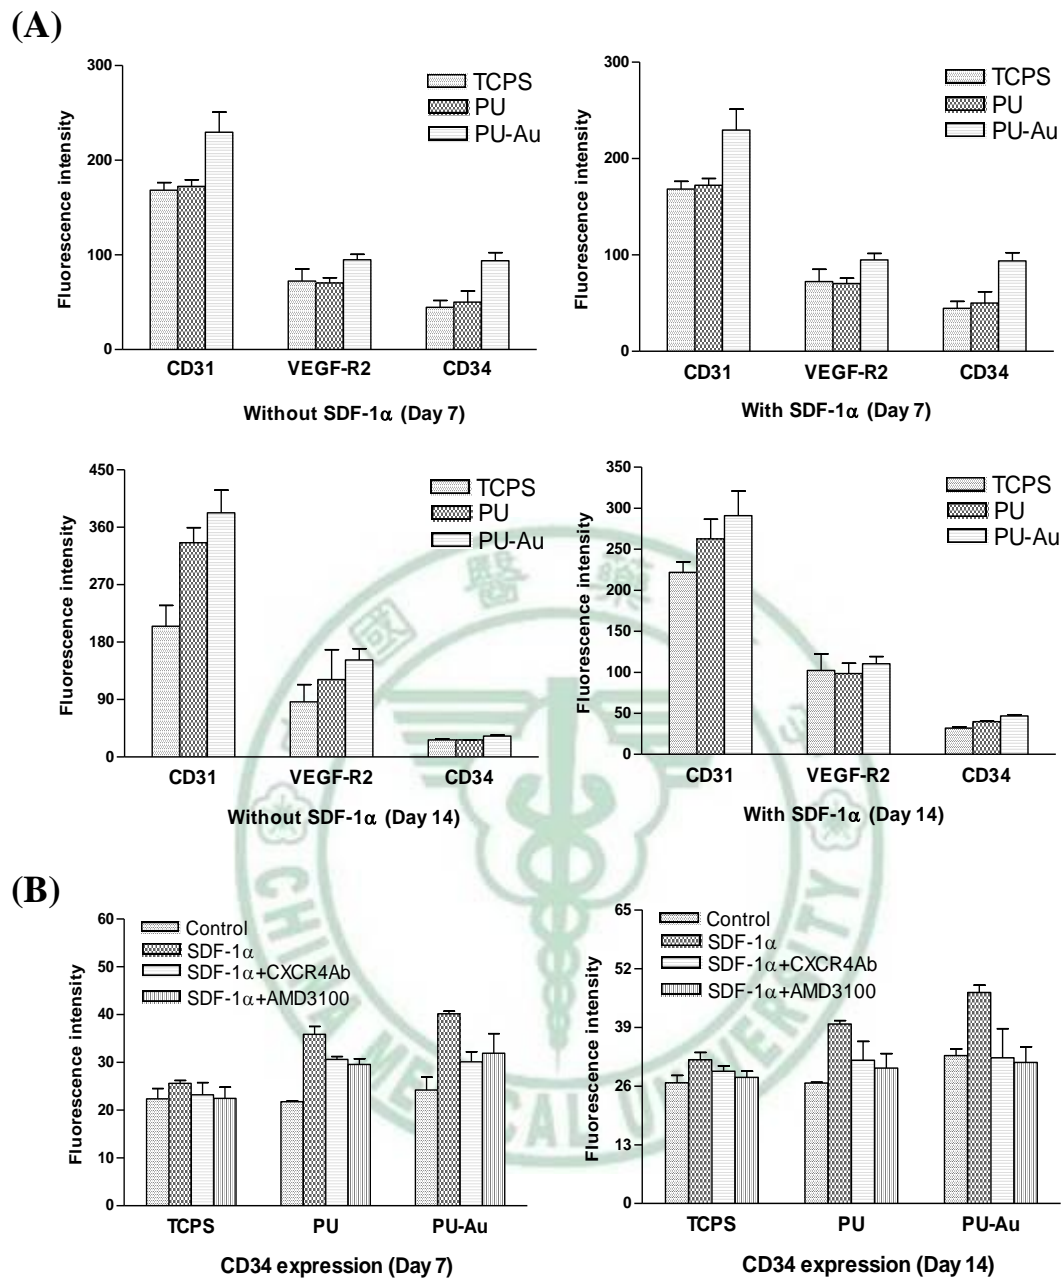 (A)
300
200
100
0
Fluorescence intensity
TCPS
PU
PU-Au
CD31 VEGF-R2 CD34
Without SDF-1α (Day 7)
300
200
100
0
Fluorescence intensity
TCPS
PU
PU-Au
CD31 VEGF-R2 CD34
With SDF-1α (Day 7)
450
360
270
180
90
0
Fluorescence intensity
TCPS
PU
PU-Au
CD31 VEGF-R2 CD34
Without SDF-1α (Day 14)
350
300
250
200
150
100
50
0
Fluorescence intensity
TCPS
PU
PU-Au
CD31 VEGF-R2 CD34
With SDF-1α (Day 14)
(B)
60
50
40
30
20
10
0
Fluorescence intensity
Control
SDF-1α
SDF-1α+CXCR4Ab
SDF-1α+AMD3100
TCPS PU PU-Au
CD34 expression (Day 7)
65
52
39
26
13
0
Fluorescence intensity
Control
SDF-1α
SDF-1α+CXCR4Ab
SDF-1α+AMD3100
TCPS PU PU-Au
CD34 expression (Day 14)
國醫藥
CHINA MEDICAL UNIVERSITY